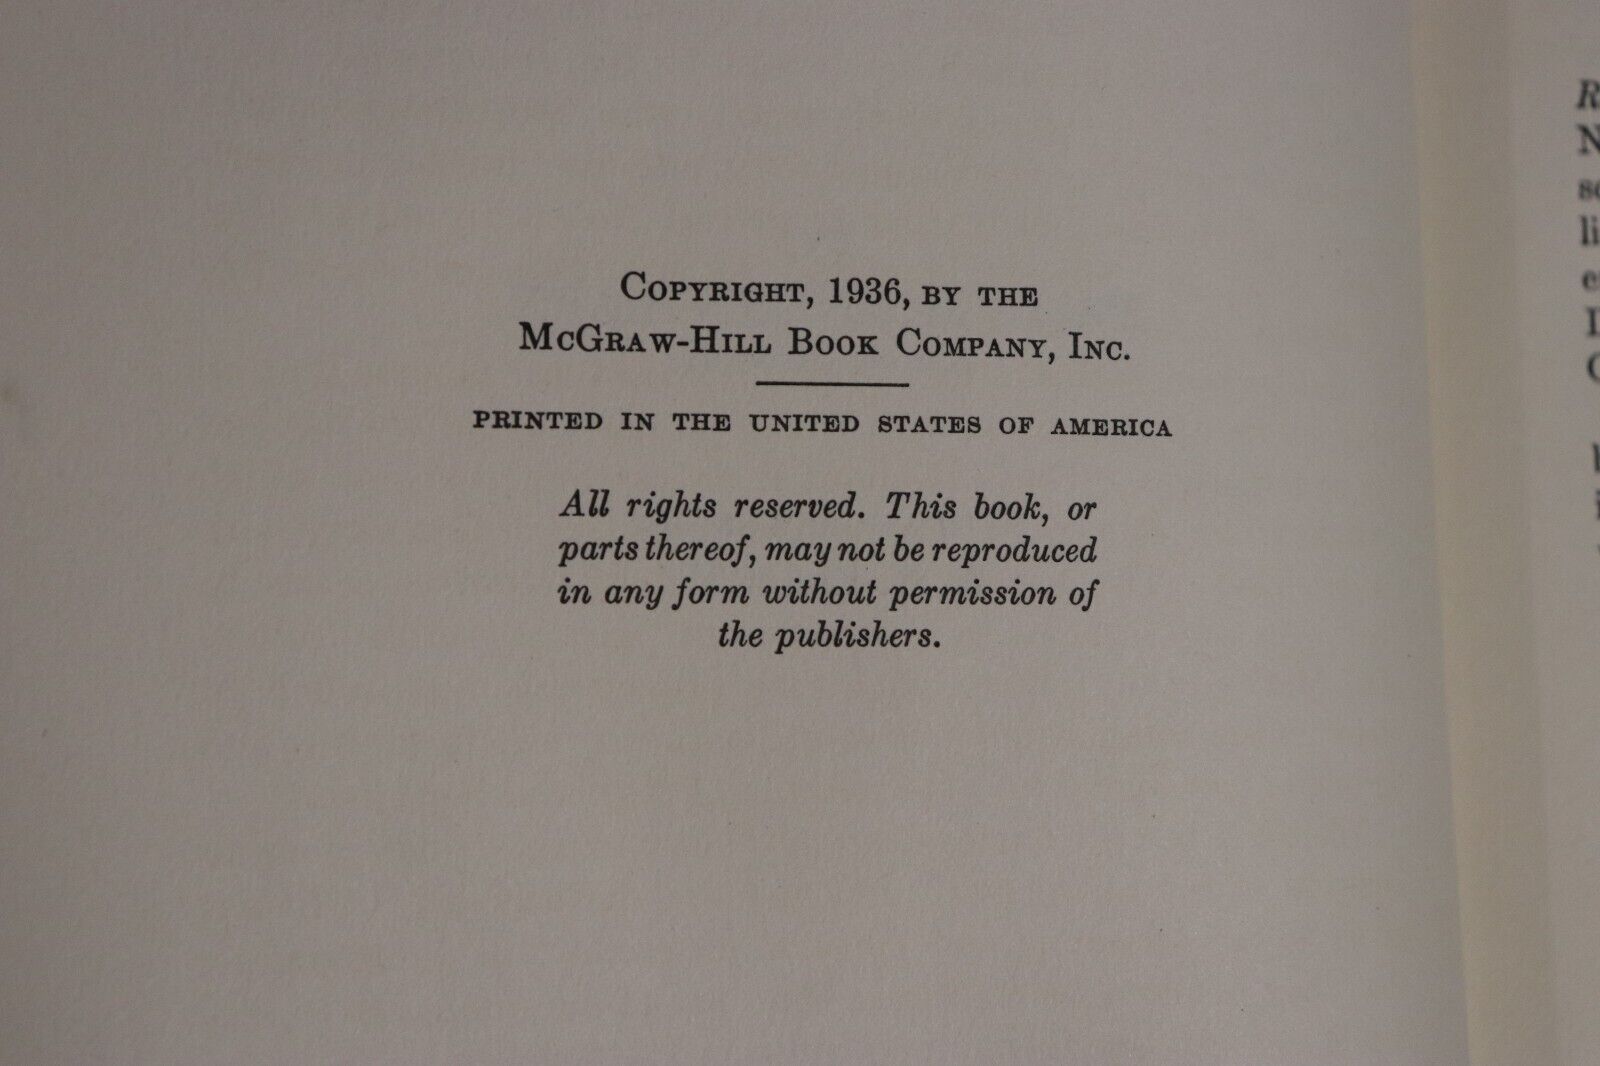 Copyright, 1936, by the
McGraw-Hill Book Company, Inc.
PRINTED IN THE UNITED STATES OF AMERICA
All rights reserved. This book, or
parts thereof, may not be reproduced
in any form without permission of
the publishers.